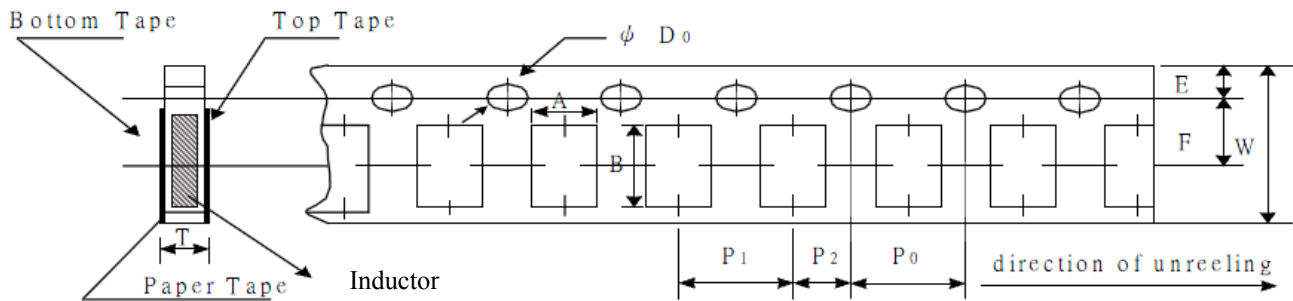 Bottom Tape
Top Tape
ϕ D0
A
B
E
F
W
T
P1
P2
P0
direction of unreeling
Paper Tape
Inductor